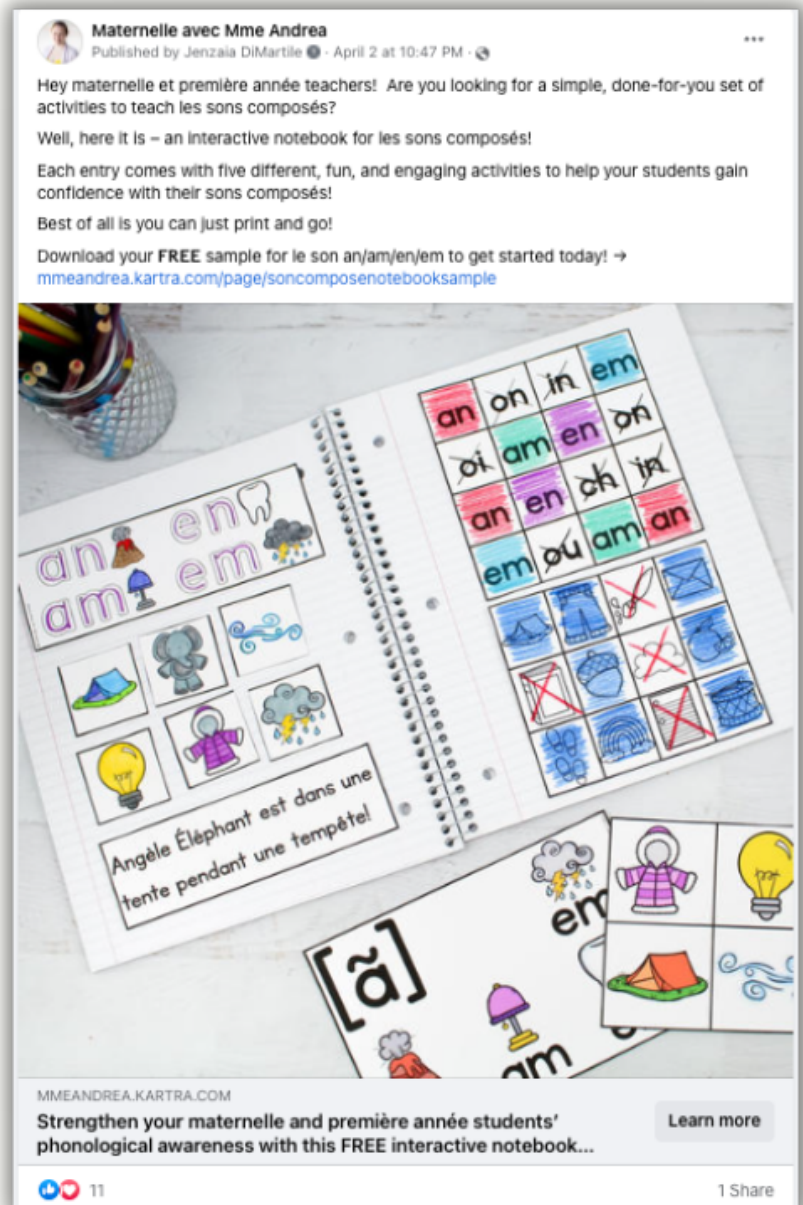 Maternelle avec Mme Andrea
Published by Jenzaia DiMartile · April 2 at 10:47 PM ·
Hey maternelle et première année teachers! Are you looking for a simple, done-for-you set of
activities to teach les sons composés?
Well, here it is – an interactive notebook for les sons composés!
Each entry comes with five different, fun, and engaging activities to help your students gain
confidence with their sons composés!
Best of all is you can just print and go!
Download your FREE sample for le son an/am/en/em to get started today! →
mmeandrea.kartra.com/page/soncomposenotebooksample
an en
am em
Angèle Éléphant est dans une
tente pendant une tempête!
an on in em
oi am en on
an en ch in
em ou am an
[ã]
em
am
MMEANDREA.KARTRA.COM
Strengthen your maternelle and première année students’
phonological awareness with this FREE interactive notebook...
Learn more
11
1 Share